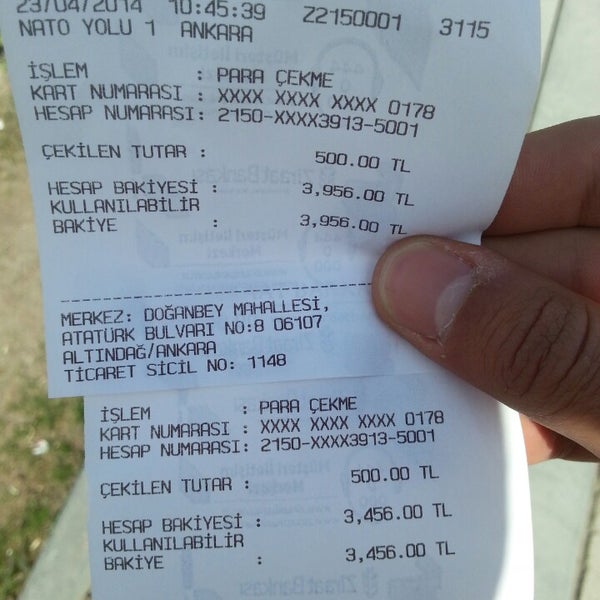 23/04/2014 10:45:39 Z2150001 3115
NATO YOLU 1 ANKARA
İŞLEM : PARA ÇEKME
KART NUMARASI : XXXX XXXX XXXX 0178
HESAP NUMARASI: 2150-XXXX3913-5001
ÇEKİLEN TUTAR : 500.00 TL
HESAP BAKİYESİ : 3,956.00 TL
KULLANILABİLİR
BAKİYE : 3,956.00 TL
MERKEZ: DOĞANBEY MAHALLESİ,
ATATÜRK BULVARI NO:8 06107
ALTINDAĞ/ANKARA
TİCARET SİCİL NO: 1148
İŞLEM : PARA ÇEKME
KART NUMARASI : XXXX XXXX XXXX 0178
HESAP NUMARASI: 2150-XXXX3913-5001
ÇEKİLEN TUTAR : 500.00 TL
HESAP BAKİYESİ : 3,456.00 TL
KULLANILABİLİR
BAKİYE : 3,456.00 TL